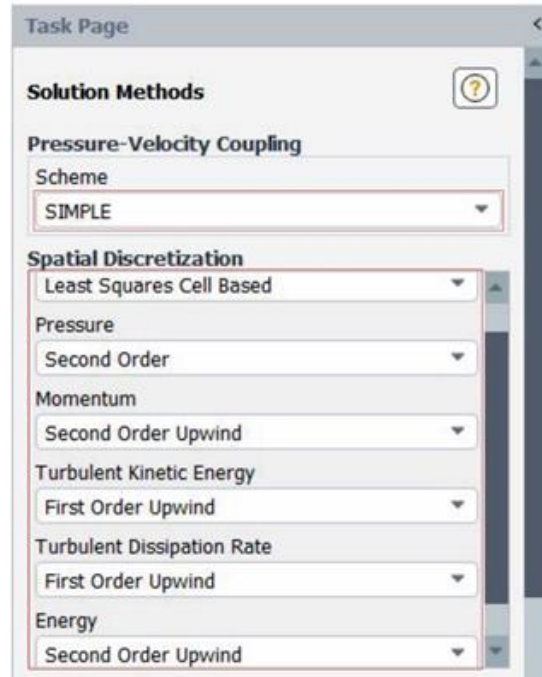 Task Page
Solution Methods
Pressure-Velocity Coupling
Scheme
SIMPLE
Spatial Discretization
Least Squares Cell Based
Pressure
Second Order
Momentum
Second Order Upwind
Turbulent Kinetic Energy
First Order Upwind
Turbulent Dissipation Rate
First Order Upwind
Energy
Second Order Upwind